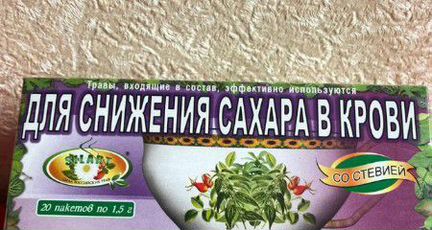 Травы, входящие в состав, эффективно используются
ДЛЯ СНИЖЕНИЯ САХАРА В КРОВИ
СО СТЕВИЕЙ
20 пакетов по 1,5 г